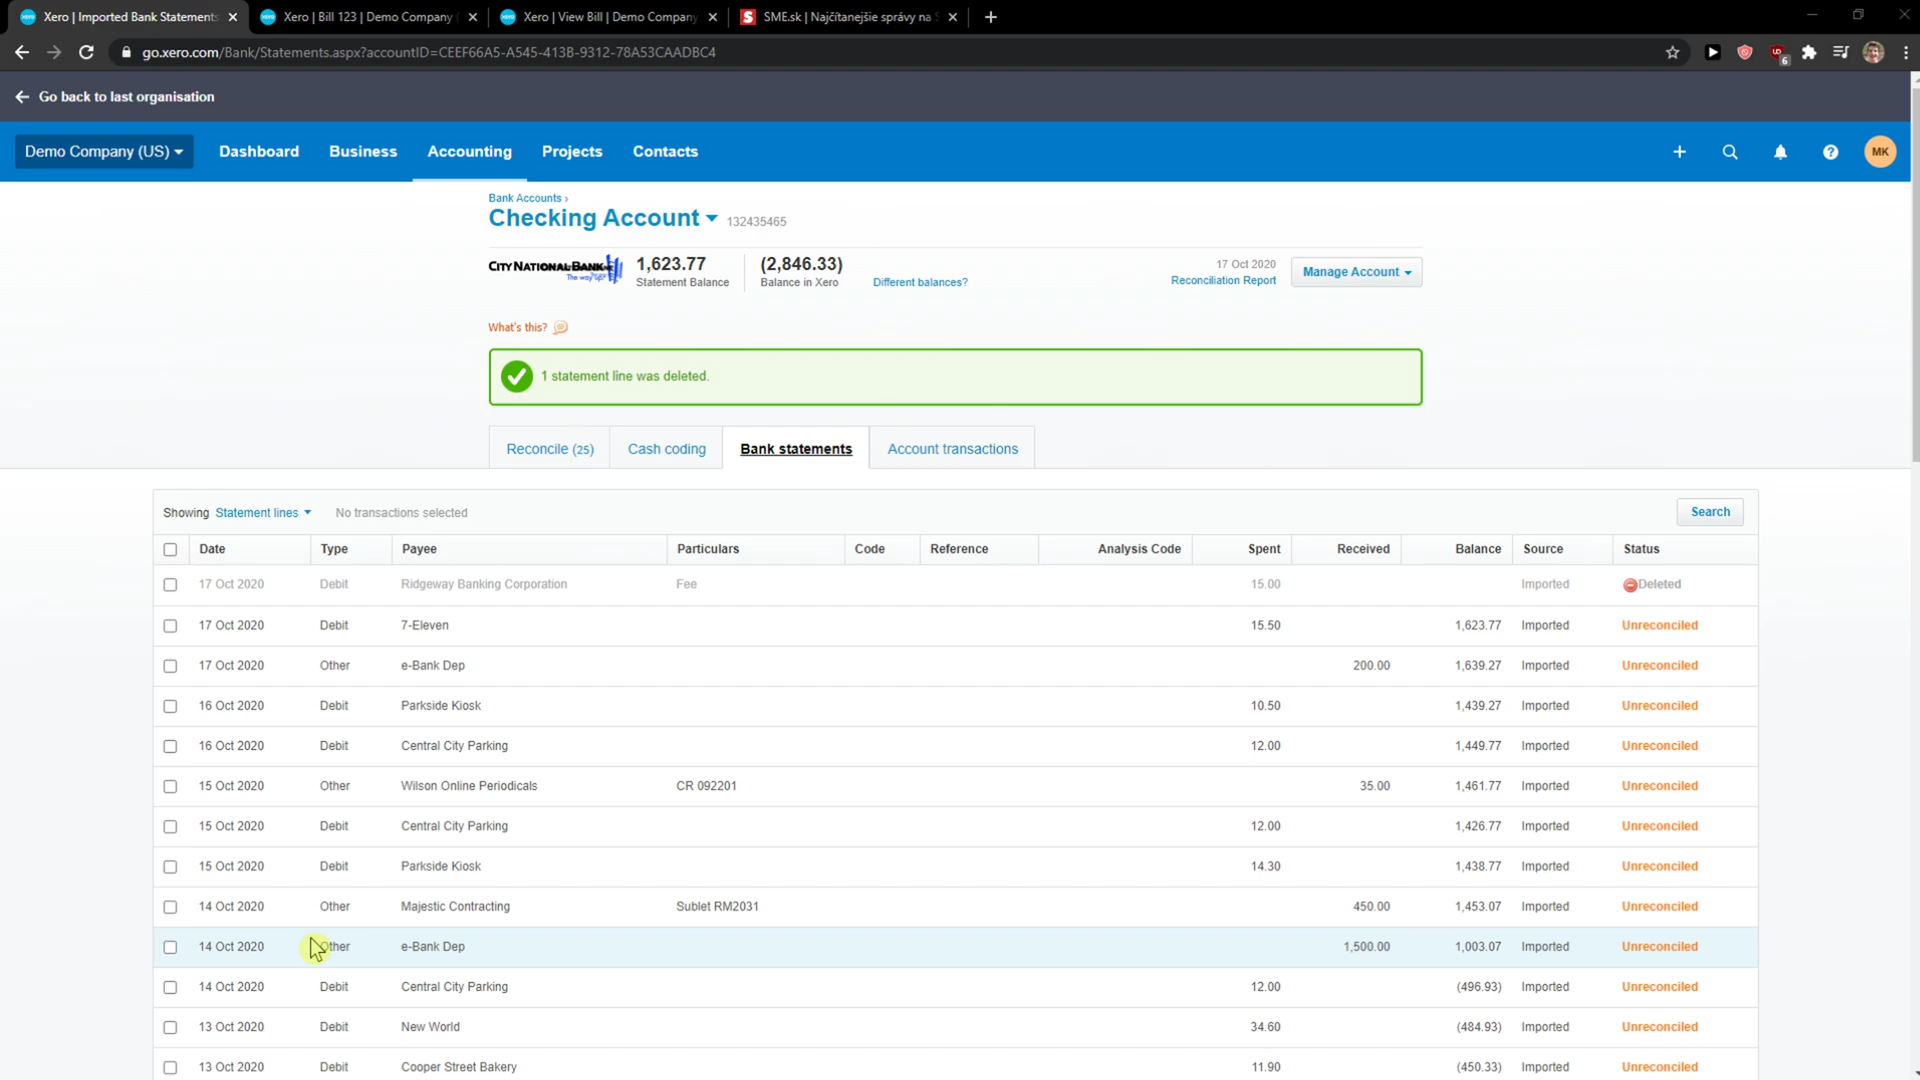 Xero | Imported Bank Statements
Xero | Bill 123 | Demo Company (
Xero | View Bill | Demo Company
SME.sk | Najčítanejšie správy na S
go.xero.com/Bank/Statements.aspx?accountID=CEEF66A5-A545-413B-9312-78A53CAADBC4
6
Go back to last organisation
Demo Company (US) Dashboard Business Accounting Projects Contacts MK
Bank Accounts ›
Checking Account 132435465
CITY NATIONAL BANK The way up. 1,623.77 (2,846.33) 17 Oct 2020 Manage Account
Statement Balance Balance in Xero Different balances? Reconciliation Report
What's this?
1 statement line was deleted.
Reconcile (25) Cash coding Bank statements Account transactions
Showing Statement lines No transactions selected Search
Date Type Payee Particulars Code Reference Analysis Code Spent Received Balance Source Status
17 Oct 2020 Debit Ridgeway Banking Corporation Fee 15.00 Imported Deleted
17 Oct 2020 Debit 7-Eleven 15.50 1,623.77 Imported Unreconciled
17 Oct 2020 Other e-Bank Dep 200.00 1,639.27 Imported Unreconciled
16 Oct 2020 Debit Parkside Kiosk 10.50 1,439.27 Imported Unreconciled
16 Oct 2020 Debit Central City Parking 12.00 1,449.77 Imported Unreconciled
15 Oct 2020 Other Wilson Online Periodicals CR 092201 35.00 1,461.77 Imported Unreconciled
15 Oct 2020 Debit Central City Parking 12.00 1,426.77 Imported Unreconciled
15 Oct 2020 Debit Parkside Kiosk 14.30 1,438.77 Imported Unreconciled
14 Oct 2020 Other Majestic Contracting Sublet RM2031 450.00 1,453.07 Imported Unreconciled
14 Oct 2020 Other e-Bank Dep 1,500.00 1,003.07 Imported Unreconciled
14 Oct 2020 Debit Central City Parking 12.00 (496.93) Imported Unreconciled
13 Oct 2020 Debit New World 34.60 (484.93) Imported Unreconciled
13 Oct 2020 Debit Cooper Street Bakery 11.90 (450.33) Imported Unreconciled